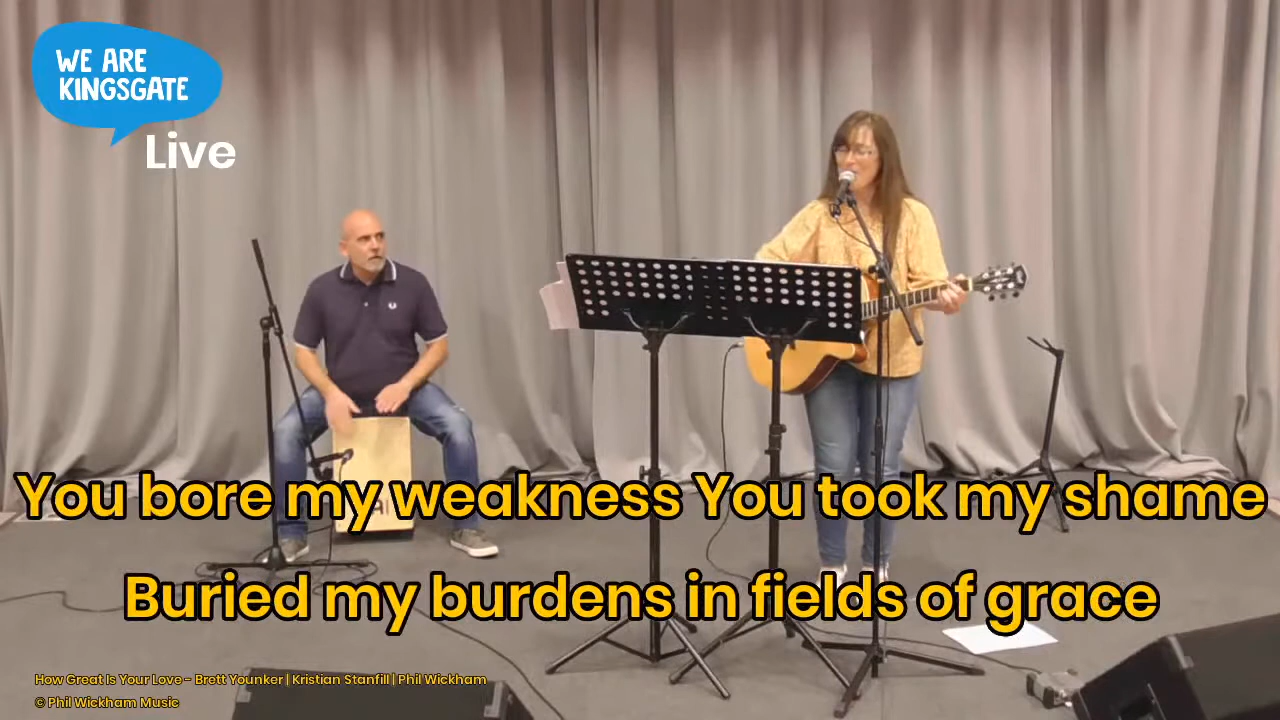 WE ARE
KINGSGATE
Live
You bore my weakness You took my shame
Buried my burdens in fields of grace
How Great Is Your Love - Brett Younker | Kristian Stanfill | Phil Wickham
© Phil Wickham Music